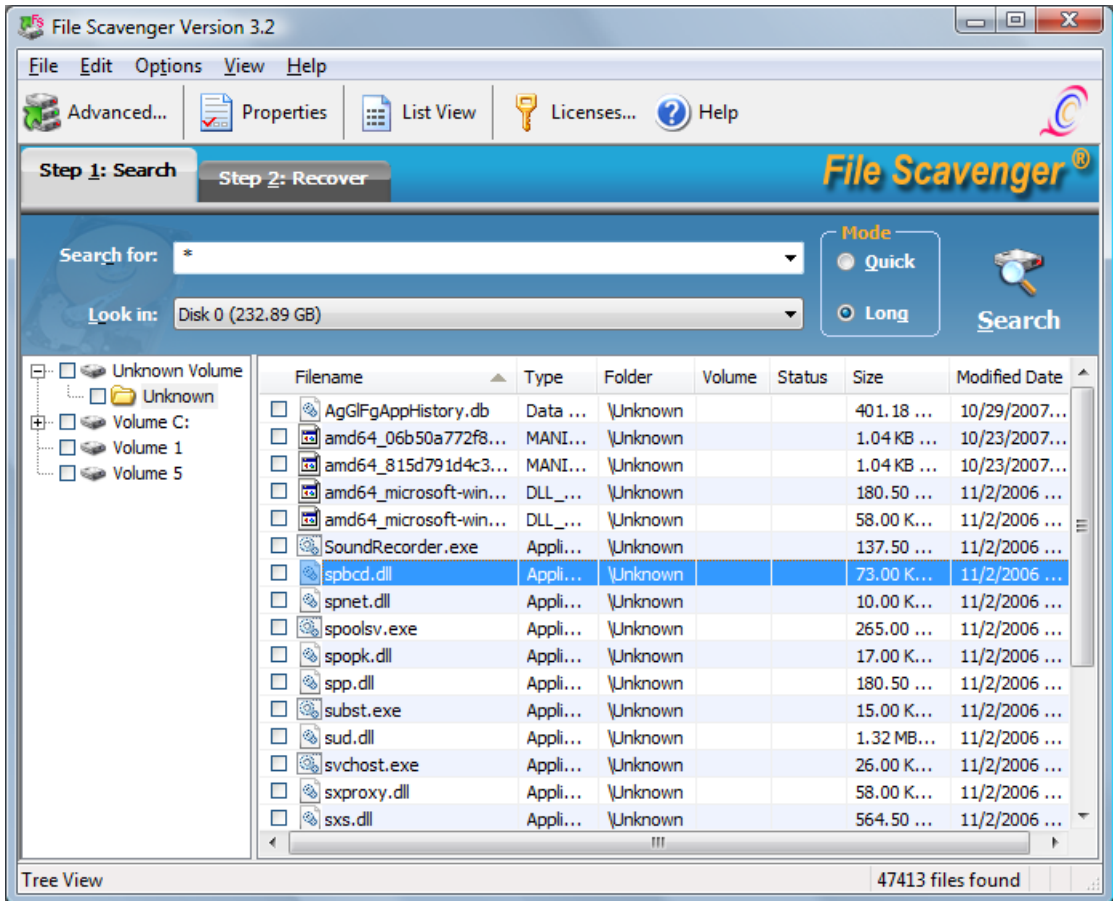 File Scavenger Version 3.2
File Edit Options View Help
Advanced... Properties List View Licenses... Help
Step 1: Search Step 2: Recover File Scavenger ®
Mode
Search for: * Quick
Look in: Disk 0 (232.89 GB) Long Search
Unknown Volume
Unknown
Volume C:
Volume 1
Volume 5
Filename Type Folder Volume Status Size Modified Date
AgGlFgAppHistory.db Data ... \Unknown 401.18 ... 10/29/2007...
amd64_06b50a772f8... MANI... \Unknown 1.04 KB ... 10/23/2007...
amd64_815d791d4c3... MANI... \Unknown 1.04 KB ... 10/23/2007...
amd64_microsoft-win... DLL_... \Unknown 180.50 ... 11/2/2006 ...
amd64_microsoft-win... DLL_... \Unknown 58.00 K... 11/2/2006 ...
SoundRecorder.exe Appli... \Unknown 137.50 ... 11/2/2006 ...
spbcd.dll Appli... \Unknown 73.00 K... 11/2/2006 ...
spnet.dll Appli... \Unknown 10.00 K... 11/2/2006 ...
spoolsv.exe Appli... \Unknown 265.00 ... 11/2/2006 ...
spopk.dll Appli... \Unknown 17.00 K... 11/2/2006 ...
spp.dll Appli... \Unknown 180.50 ... 11/2/2006 ...
subst.exe Appli... \Unknown 15.00 K... 11/2/2006 ...
sud.dll Appli... \Unknown 1.32 MB... 11/2/2006 ...
svchost.exe Appli... \Unknown 26.00 K... 11/2/2006 ...
sxproxy.dll Appli... \Unknown 58.00 K... 11/2/2006 ...
sxs.dll Appli... \Unknown 564.50 ... 11/2/2006 ...
Tree View 47413 files found